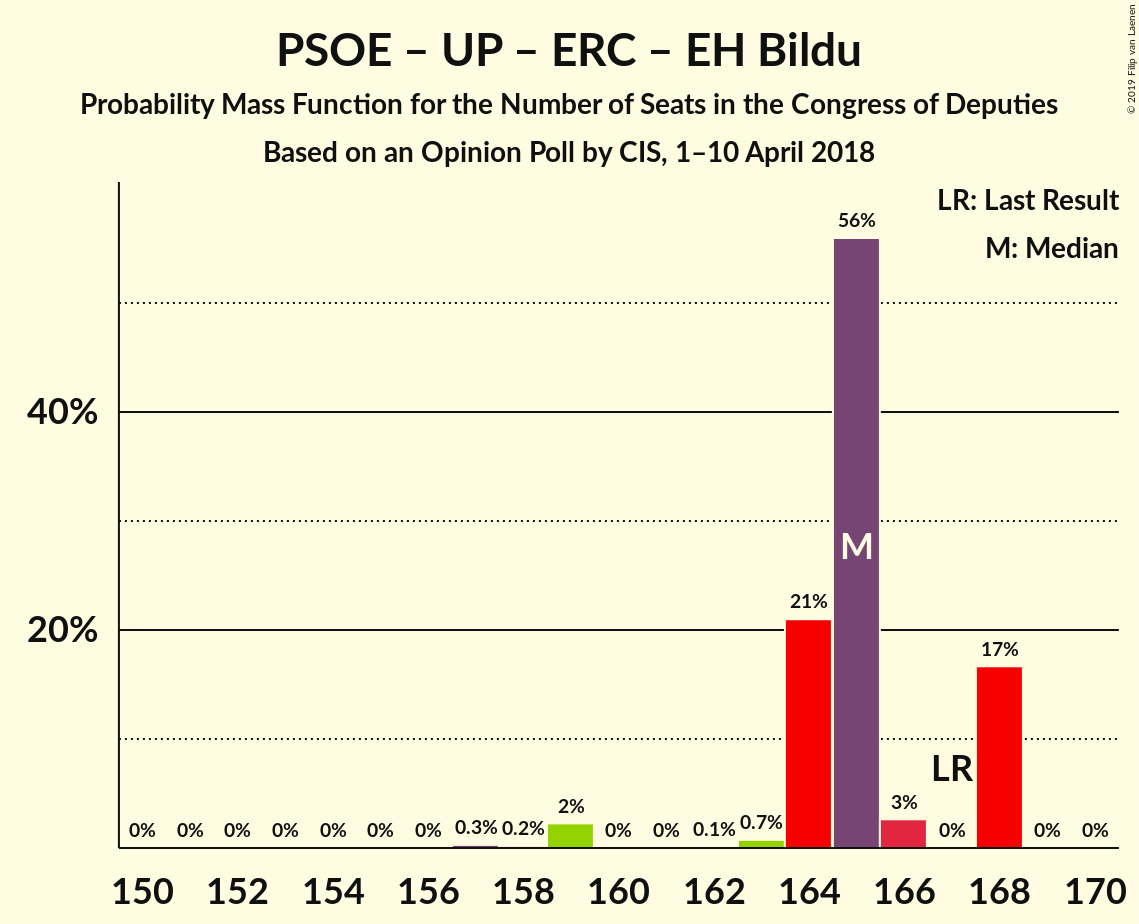 PSOE – UP – ERC – EH Bildu
Probability Mass Function for the Number of Seats in the Congress of Deputies
Based on an Opinion Poll by CIS, 1–10 April 2018
© 2019 Filip van Laenen
LR: Last Result
M: Median
56%
40%
M
21%
20%
17%
LR
0% 0% 0% 0% 0% 0% 0% 0.3% 0.2% 2% 0% 0% 0.1% 0.7% 3% 0% 0% 0%
150 152 154 156 158 160 162 164 166 168 170